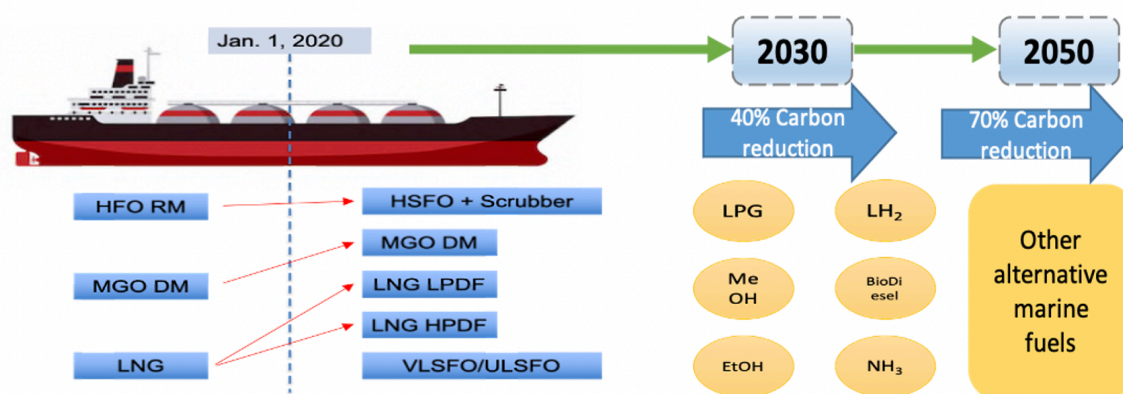 Jan. 1, 2020
2030
2050
40% Carbon
reduction
70% Carbon
reduction
HFO RM
HSFO + Scrubber
MGO DM
MGO DM
LNG LPDF
LNG HPDF
LNG
VLSFO/ULSFO
LPG
LH₂
Me
OH
BioDi
esel
EtOH
NH₃
Other
alternative
marine
fuels